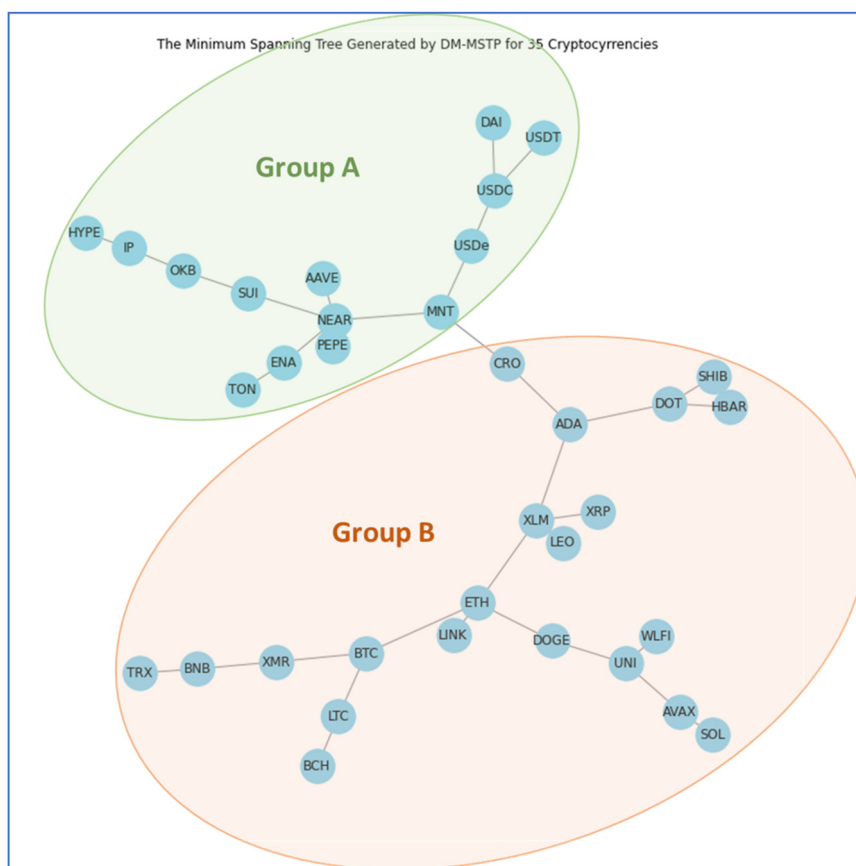 The Minimum Spanning Tree Generated by DM-MSTP for 35 Cryptocyrrencies
DAI
USDT
Group A
USDC
HYPE
IP
USDe
OKB
AAVE
SUI
MNT
NEAR
PEPE
ENA
CRO
TON
SHIB
DOT
HBAR
ADA
XRP
XLM
Group B
LEO
ETH
LINK
DOGE
WLFI
BTC
UNI
XMR
BNB
TRX
AVAX
LTC
SOL
BCH